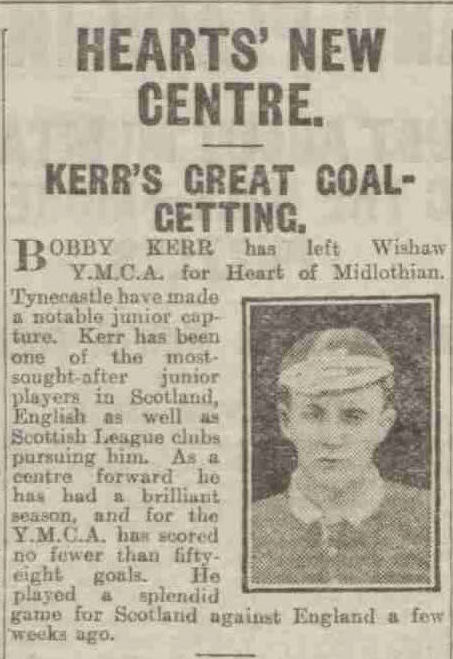 HEARTS' NEW
CENTRE.
KERR'S GREAT GOAL-
GETTING.
BOBBY KERR has left Wishaw
Y.M.C.A. for Heart of Midlothian.
Tynecastle have made
a notable junior cap-
ture. Kerr has been
one of the most-
sought-after junior
players in Scotland,
English as well as
Scottish League clubs
pursuing him. As a
centre forward he
has had a brilliant
season, and for the
Y.M.C.A. has scored
no fewer than fifty-
eight goals. He
played a splendid
game for Scotland against England a few
weeks ago.